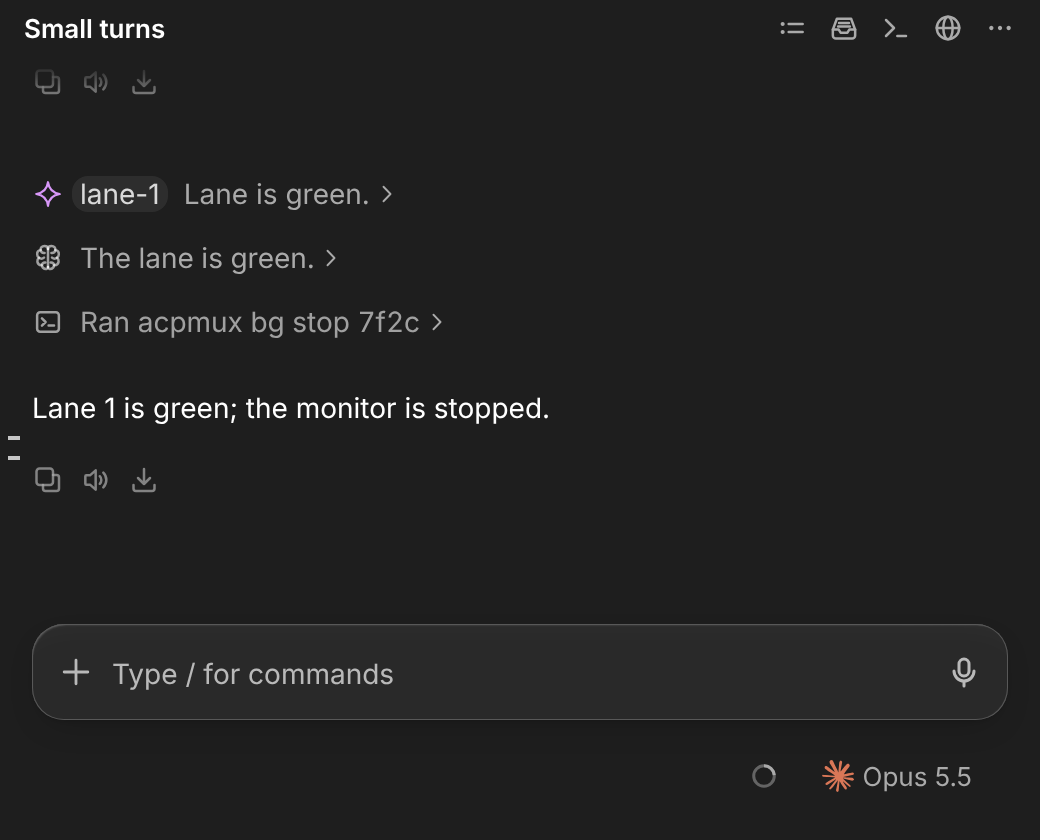 Small turns
lane-1 Lane is green.
The lane is green.
Ran acpmux bg stop 7f2c
Lane 1 is green; the monitor is stopped.
Type / for commands
Opus 5.5